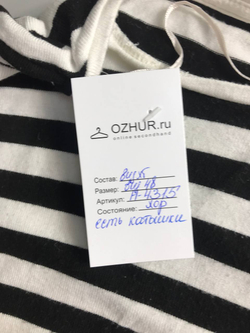 OZHUR.ru
online secondhand
Состав:
Размер:
Артикул:
Состояние: хор
есть катышки